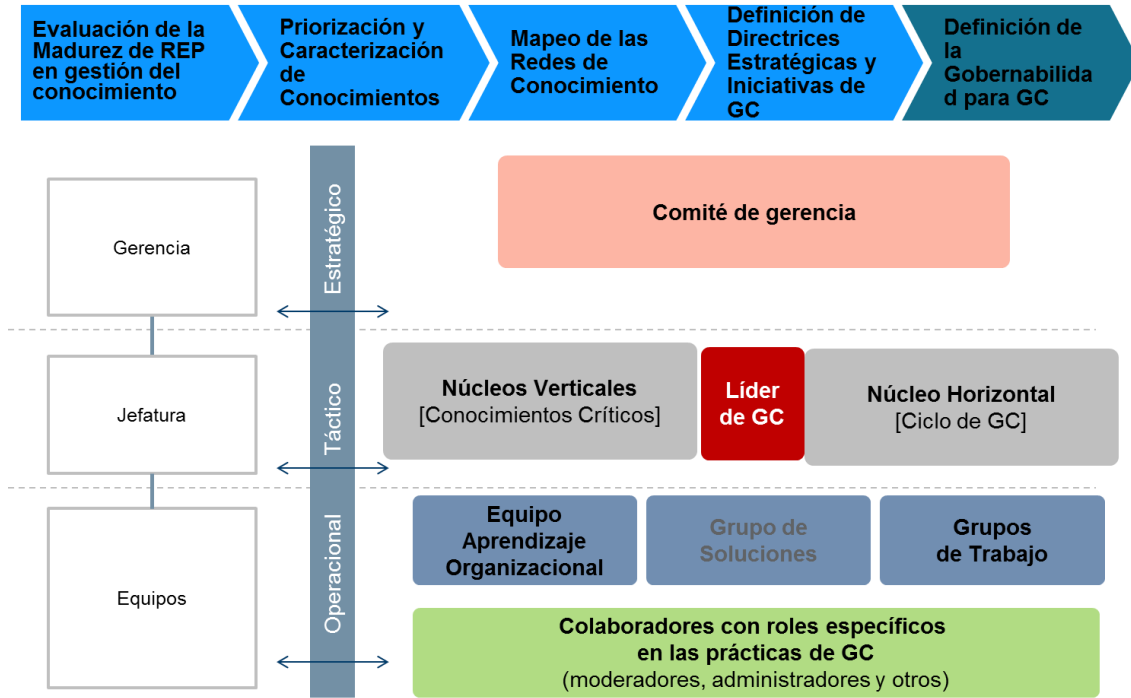 Evaluación de la
Madurez de REP
en gestión del
conocimiento
Priorización y
Caracterización
de
Conocimientos
Mapeo de las
Redes de
Conocimiento
Definición de
Directrices
Estratégicas y
Iniciativas de
GC
Definición de
la
Gobernabilida
d para GC
Gerencia
Estratégico
Comité de gerencia
Jefatura
Táctico
Núcleos Verticales
[Conocimientos Críticos]
Líder
de GC
Núcleo Horizontal
[Ciclo de GC]
Equipos
Operacional
Equipo
Aprendizaje
Organizacional
Grupo de
Soluciones
Grupos
de Trabajo
Colaboradores con roles específicos
en las prácticas de GC
(moderadores, administradores y otros)